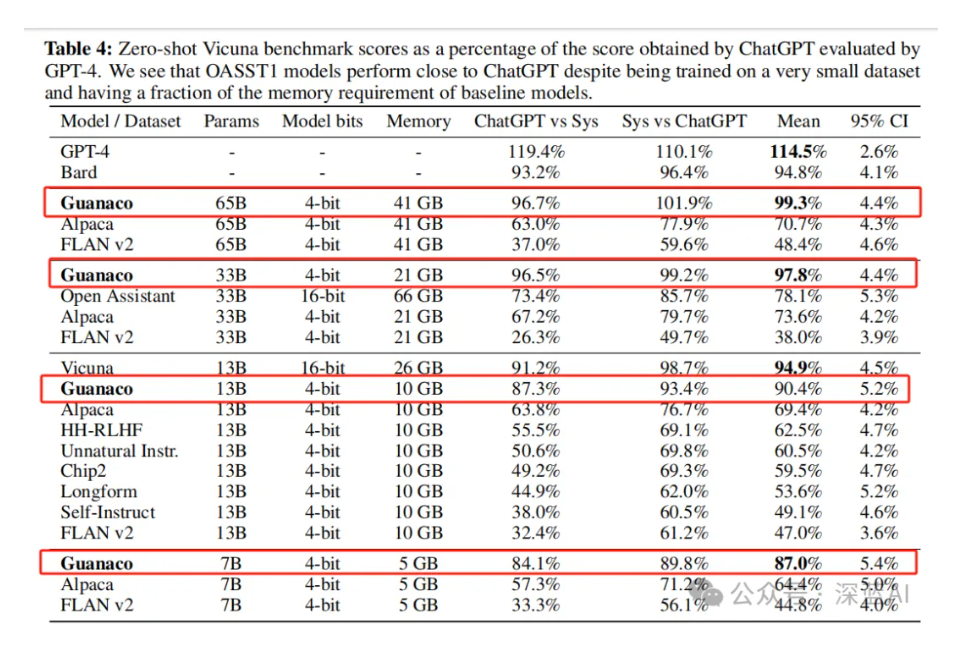 Table 4: Zero-shot Vicuna benchmark scores as a percentage of the score obtained by ChatGPT evaluated by
GPT-4. We see that OASST1 models perform close to ChatGPT despite being trained on a very small dataset
and having a fraction of the memory requirement of baseline models.
Model / Dataset Params Model bits Memory ChatGPT vs Sys Sys vs ChatGPT Mean 95% CI
GPT-4 - - - 119.4% 110.1% 114.5% 2.6%
Bard - - - 93.2% 96.4% 94.8% 4.1%
Guanaco 65B 4-bit 41 GB 96.7% 101.9% 99.3% 4.4%
Alpaca 65B 4-bit 41 GB 63.0% 77.9% 70.7% 4.3%
FLAN v2 65B 4-bit 41 GB 37.0% 59.6% 48.4% 4.6%
Guanaco 33B 4-bit 21 GB 96.5% 99.2% 97.8% 4.4%
Open Assistant 33B 16-bit 66 GB 73.4% 85.7% 78.1% 5.3%
Alpaca 33B 4-bit 21 GB 67.2% 79.7% 73.6% 4.2%
FLAN v2 33B 4-bit 21 GB 26.3% 49.7% 38.0% 3.9%
Vicuna 13B 16-bit 26 GB 91.2% 98.7% 94.9% 4.5%
Guanaco 13B 4-bit 10 GB 87.3% 93.4% 90.4% 5.2%
Alpaca 13B 4-bit 10 GB 63.8% 76.7% 69.4% 4.2%
HH-RLHF 13B 4-bit 10 GB 55.5% 69.1% 62.5% 4.7%
Unnatural Instr. 13B 4-bit 10 GB 50.6% 69.8% 60.5% 4.2%
Chip2 13B 4-bit 10 GB 49.2% 69.3% 59.5% 4.7%
Longform 13B 4-bit 10 GB 44.9% 62.0% 53.6% 5.2%
Self-Instruct 13B 4-bit 10 GB 38.0% 60.5% 49.1% 4.6%
FLAN v2 13B 4-bit 10 GB 32.4% 61.2% 47.0% 3.6%
Guanaco 7B 4-bit 5 GB 84.1% 89.8% 87.0% 5.4%
Alpaca 7B 4-bit 5 GB 57.3% 71.2% 64.4% 5.0%
FLAN v2 7B 4-bit 5 GB 33.3% 56.1% 44.8% 4.0%
公众号 · 深蓝AI